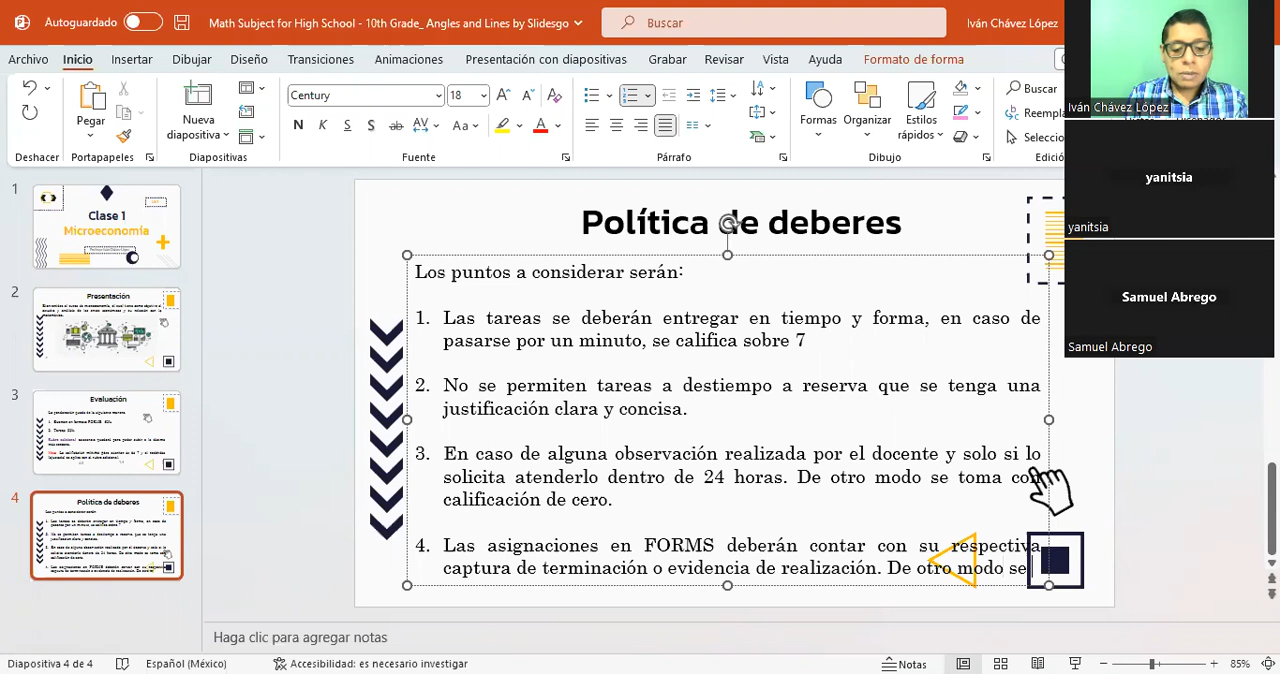 Autoguardado
Math Subject for High School - 10th Grade_ Angles and Lines by Slidesgo
Buscar
Iván Chávez López
Archivo Inicio Insertar Dibujar Diseño Transiciones Animaciones Presentación con diapositivas Grabar Revisar Vista Ayuda Formato de forma
Pegar
Nueva diapositiva
Century 18
Formas
Organizar
Estilos rápidos
Buscar
Deshacer Portapapeles Diapositivas Fuente Párrafo Dibujo
Iván Chávez López
yanitsia
yanitsia
Samuel Abrego
Samuel Abrego
1
Clase 1
Microeconomía
2
Presentación
3
Evaluación
4
Política de deberes
Política de deberes
Los puntos a considerar serán:
1. Las tareas se deberán entregar en tiempo y forma, en caso de
pasarse por un minuto, se califica sobre 7
2. No se permiten tareas a destiempo a reserva que se tenga una
justificación clara y concisa.
3. En caso de alguna observación realizada por el docente y solo si lo
solicita atenderlo dentro de 24 horas. De otro modo se toma con
calificación de cero.
4. Las asignaciones en FORMS deberán contar con su respectiva
captura de terminación o evidencia de realización. De otro modo se
Haga clic para agregar notas
Diapositiva 4 de 4 Español (México) Accesibilidad: es necesario investigar Notas 85%